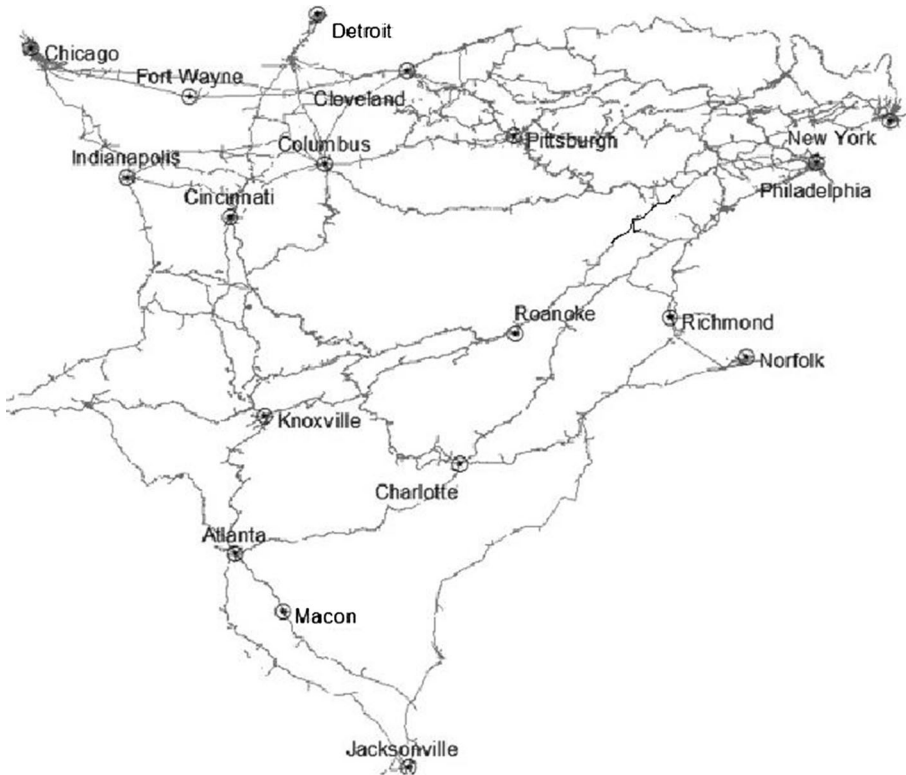 Detroit
Chicago
Fort Wayne
Cleveland
Columbus
Pittsburgh
New York
Indianapolis
Cincinnati
Philadelphia
Roanoke
Richmond
Norfolk
Knoxville
Charlotte
Atlanta
Macon
Jacksonville